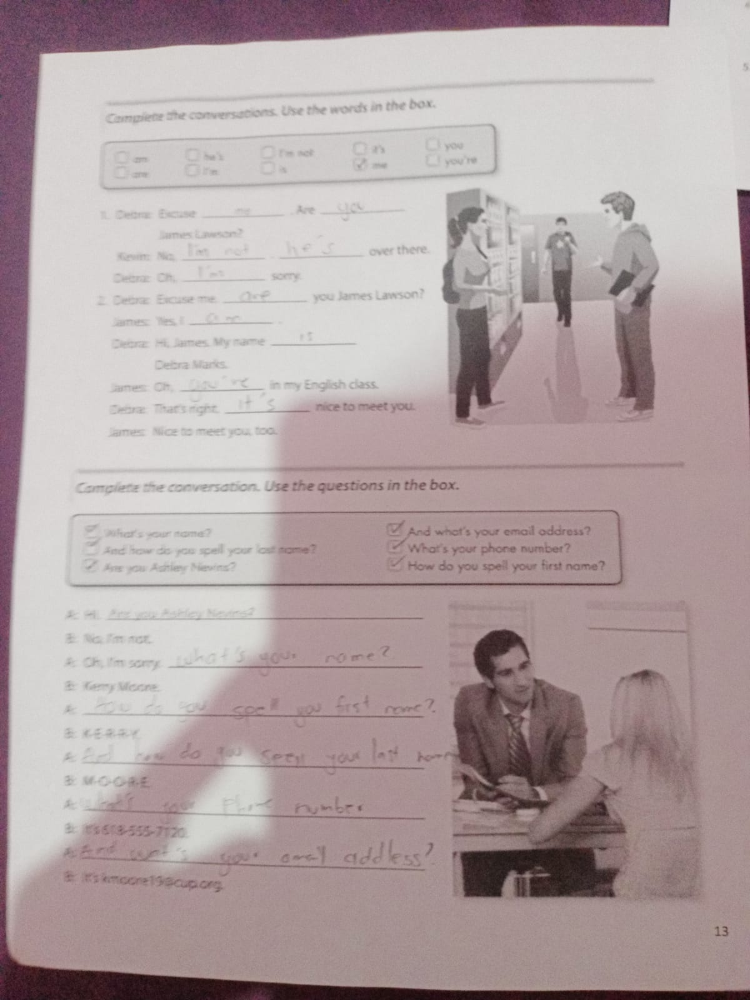 5
Complete the conversations. Use the words in the box.
am he's I'm not it's you
are I'm is me you're
1. Debra: Excuse me . Are you
James Lawson?
Kevin: No, I'm not . he's over there.
Debra: Oh, I'm sorry.
2. Debra: Excuse me. are you James Lawson?
James: Yes, I am .
Debra: Hi, James. My name is
Debra Marks.
James: Oh, you're in my English class.
Debra: That's right. it's nice to meet you.
James: Nice to meet you, too.
Complete the conversation. Use the questions in the box.
What's your name? And what's your email address?
And how do you spell your last name? What's your phone number?
Are you Ashley Nevins? How do you spell your first name?
A: Hi. Are you Ashley Nevins?
B: No, I'm not.
A: Oh, I'm sorry. what's your name?
B: Kerry Moore.
A: How do you spell you first name?.
B: K-E-R-R-Y.
A: And how do you spell your last nam
B: M-O-O-R-E.
A: what's your phone number
B: It's 618-555-7120.
A: And what's your email addless?
B: It's kmoore19@cup.org.
13